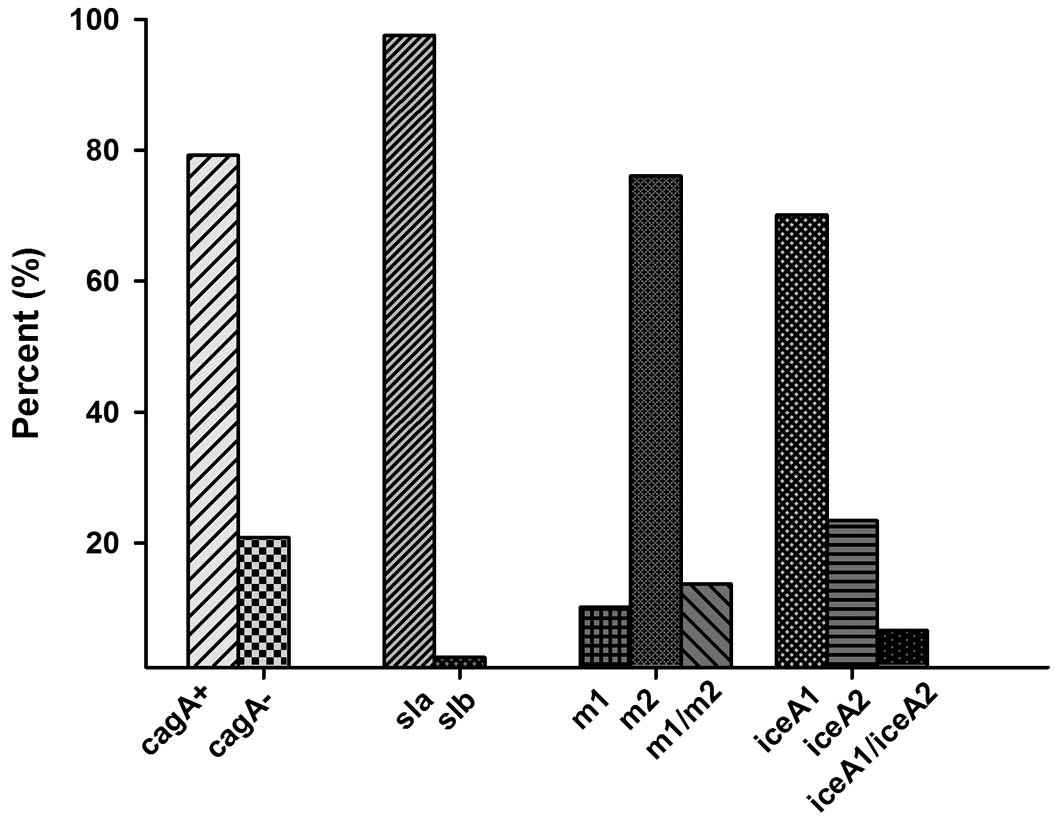 100
80
60
40
20
Percent (%)
cagA+
cagA-
sla
slb
m1
m2
m1/m2
iceA1
iceA2
iceA1/iceA2